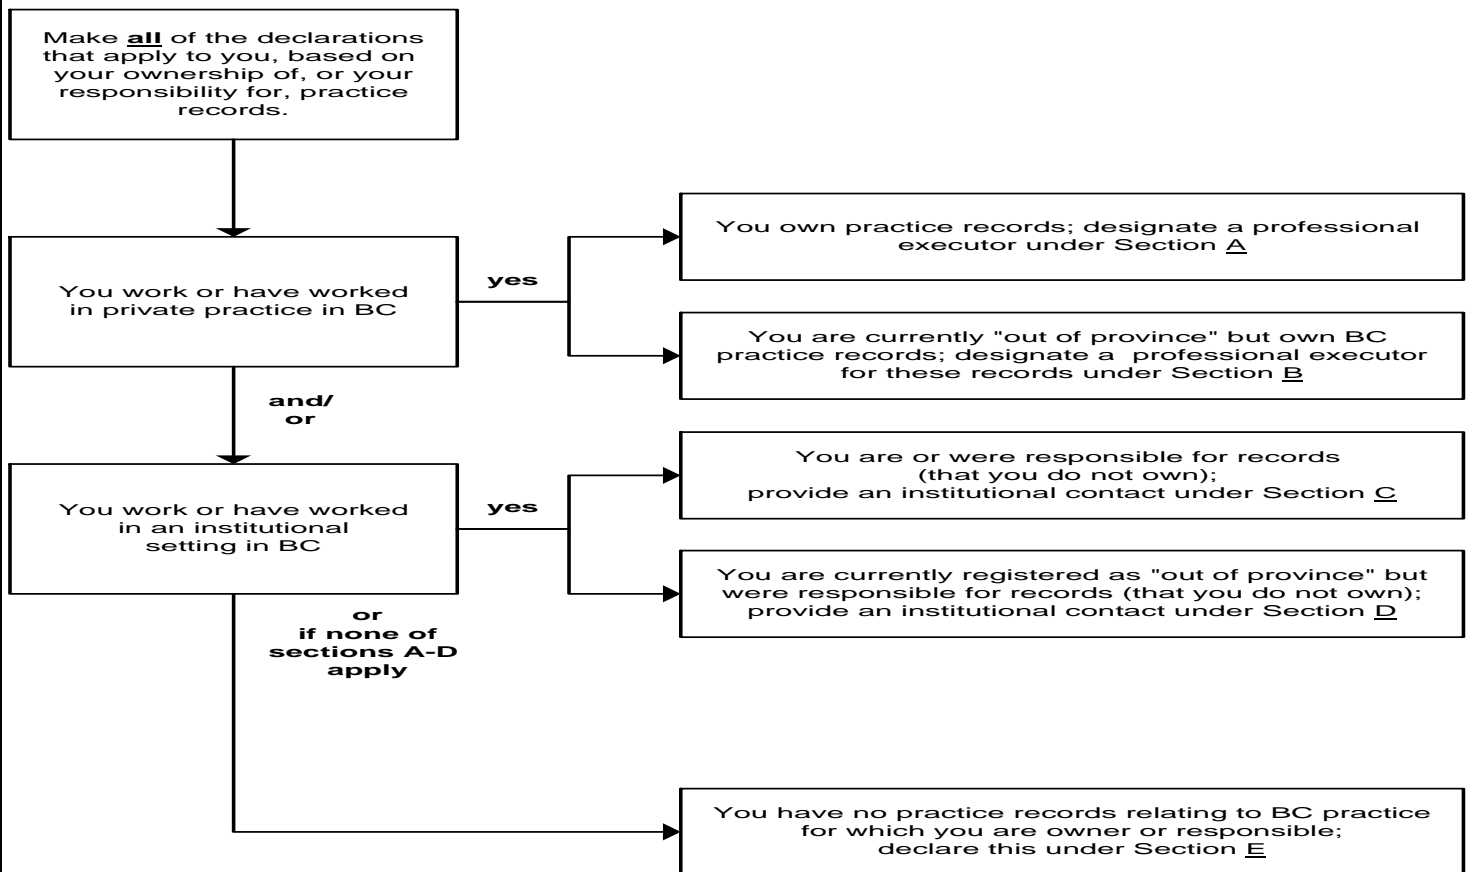 Make all of the declarations
that apply to you, based on
your ownership of, or your
responsibility for, practice
records.
You work or have worked
in private practice in BC
yes
You own practice records; designate a professional
executor under Section A
You are currently "out of province" but own BC
practice records; designate a  professional executor
for these records under Section B
and/
or
You work or have worked
in an institutional
setting in BC
yes
You are or were responsible for records
(that you do not own);
provide an institutional contact under Section C
You are currently registered as "out of province" but
were responsible for records (that you do not own);
provide an institutional contact under Section D
or
if none of
sections A-D
apply
You have no practice records relating to BC practice
for which you are owner or responsible;
declare this under Section E